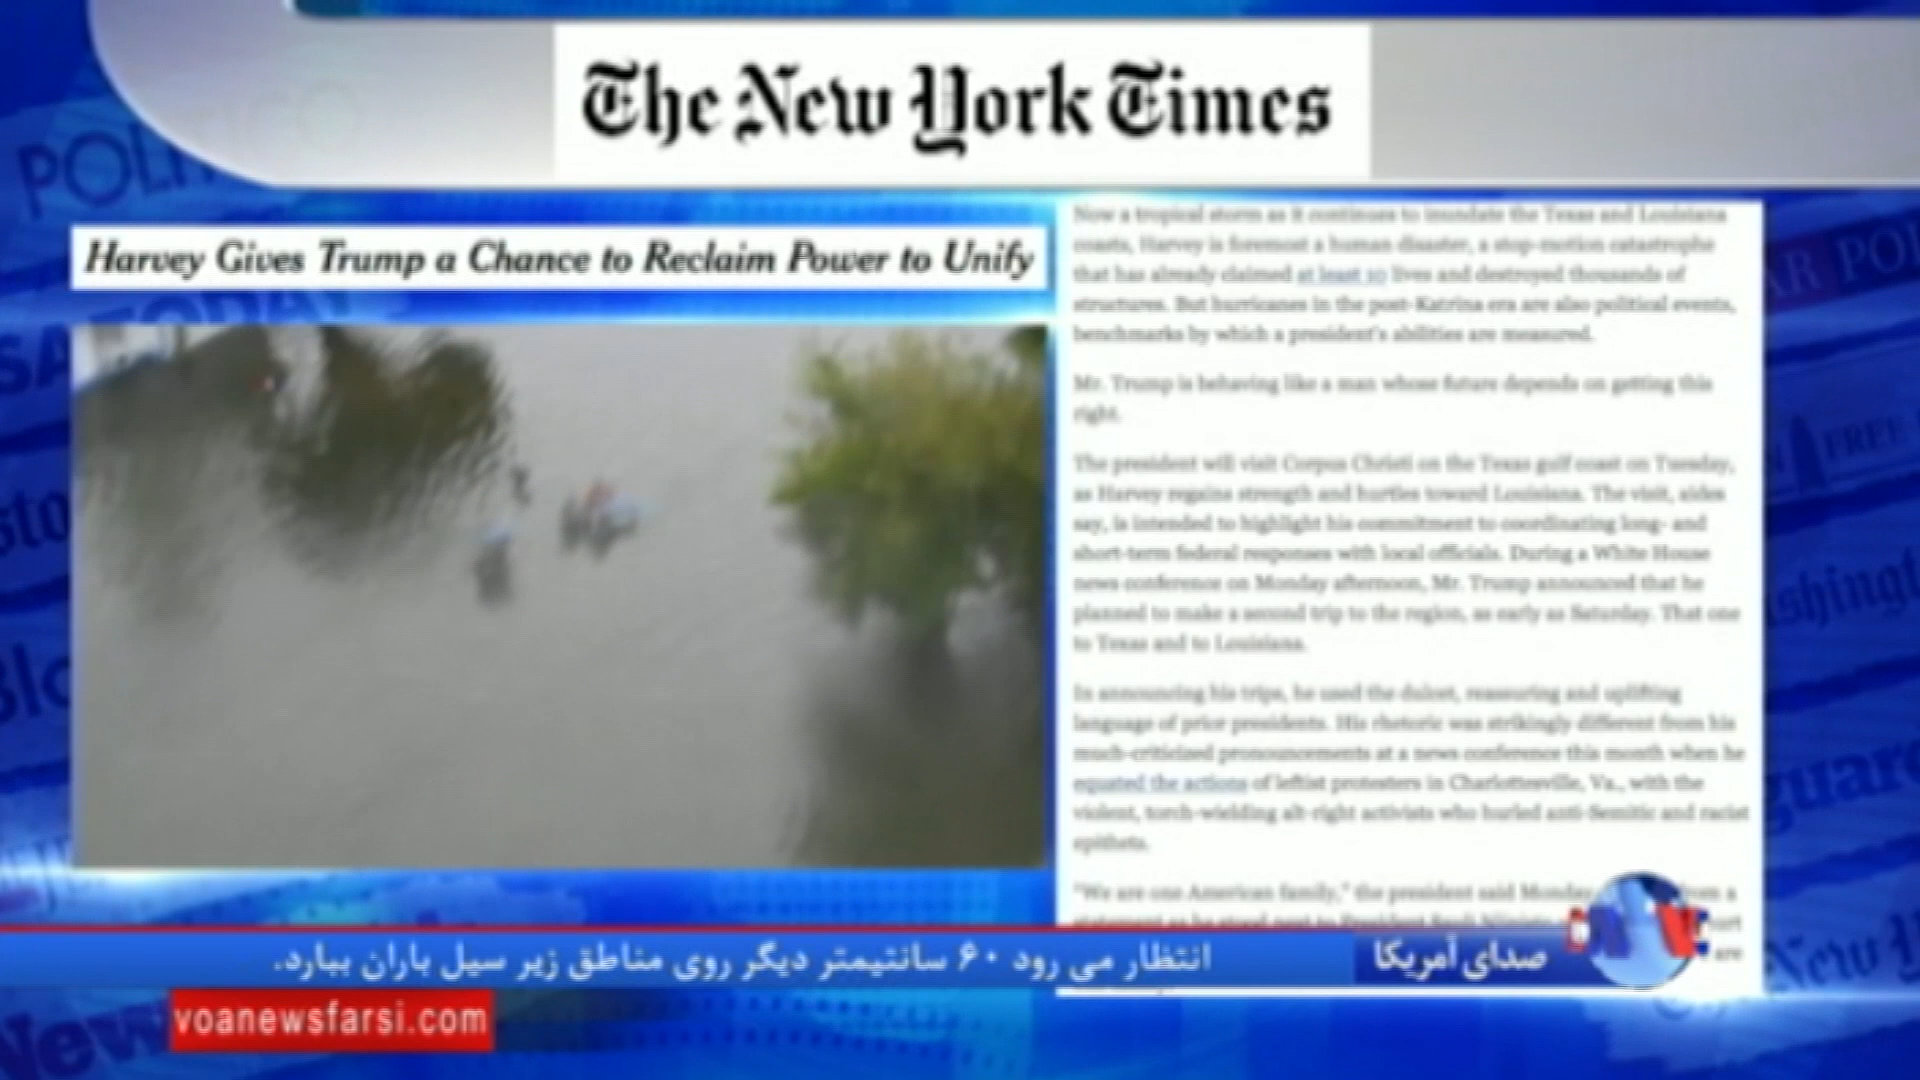 The New York Times
Harvey Gives Trump a Chance to Reclaim Power to Unify
Now a tropical storm as it continues to inundate the Texas and Louisiana
coasts, Harvey is foremost a human disaster, a stop-motion catastrophe
that has already claimed at least 10 lives and destroyed thousands of
structures. But hurricanes in the post-Katrina era are also political events,
benchmarks by which a president's abilities are measured.
Mr. Trump is behaving like a man whose future depends on getting this
right.
The president will visit Corpus Christi on the Texas gulf coast on Tuesday,
as Harvey regains strength and hurtles toward Louisiana. The visit, aides
say, is intended to highlight his commitment to coordinating long- and
short-term federal responses with local officials. During a White House
news conference on Monday afternoon, Mr. Trump announced that he
planned to make a second trip to the region, as early as Saturday. That one
to Texas and to Louisiana.
In announcing his trips, he used the dulcet, reassuring and uplifting
language of prior presidents. His rhetoric was strikingly different from his
much-criticized pronouncements at a news conference this month when he
equated the actions of leftist protesters in Charlottesville, Va., with the
violent, torch-wielding alt-right activists who hurled anti-Semitic and racist
epithets.
"We are one American family," the president said Monday from a
statement as he stood next to President Sauli Niinisto
are
صدای آمریکا
انتظار می رود ۶۰ سانتیمتر دیگر روی مناطق زیر سیل باران ببارد.
voanewsfarsi.com
POLITICO